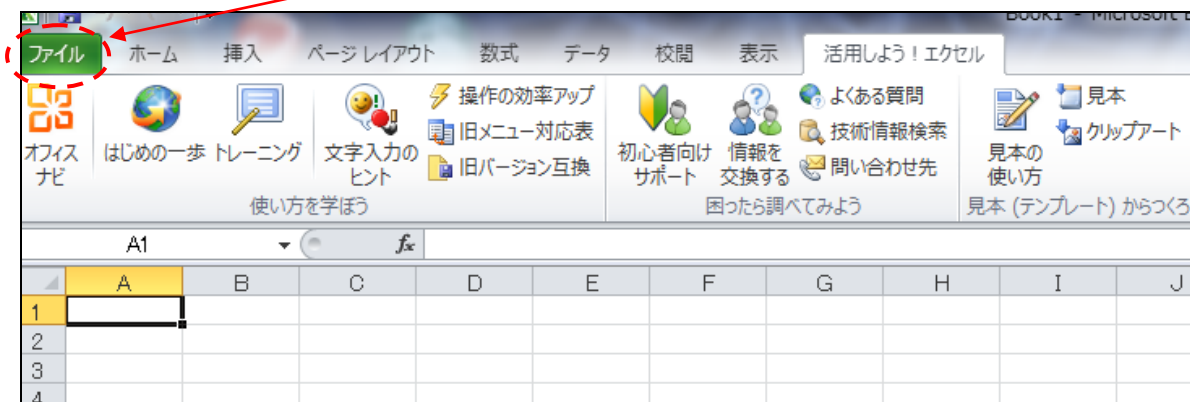 Book1 - Microsoft E
ファイル ホーム 挿入 ページ レイアウト 数式 データ 校閲 表示 活用しよう！エクセル
オフィス
ナビ
はじめの一歩
トレーニング
文字入力の
ヒント
操作の効率アップ
旧メニュー対応表
旧バージョン互換
使い方を学ぼう
初心者向け
サポート
情報を
交換する
よくある質問
技術情報検索
問い合わせ先
困ったら調べてみよう
見本の
使い方
見本
クリップアート
見本 (テンプレート) からつくろ
A1 fx
A B C D E F G H I J
1
2
3
4